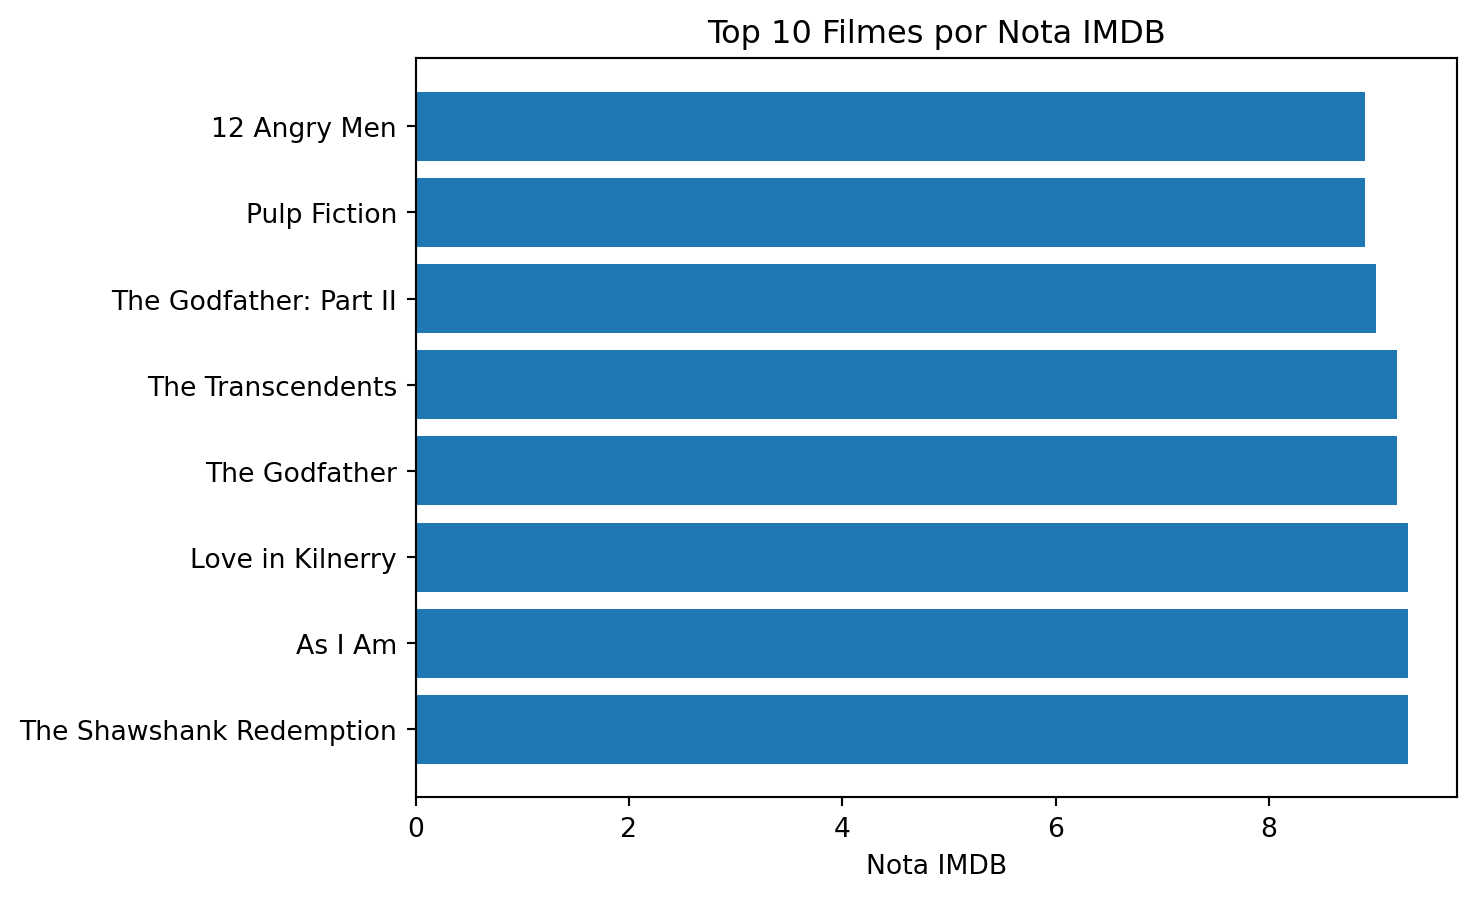 Top 10 Filmes por Nota IMDB
12 Angry Men
Pulp Fiction
The Godfather: Part II
The Transcendents
The Godfather
Love in Kilnerry
As I Am
The Shawshank Redemption
0 2 4 6 8
Nota IMDB